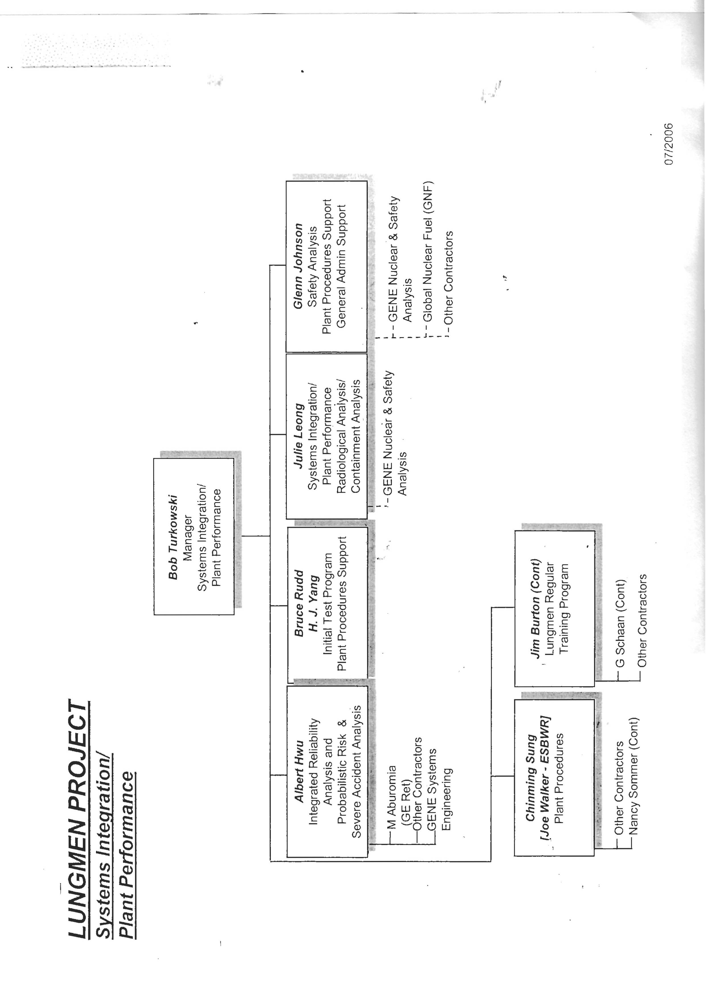 LUNGMEN PROJECT
Systems Integration/
Plant Performance
Bob Turkowski
Manager
Systems Integration/
Plant Performance
Albert Hwu
Integrated Reliability
Analysis and
Probabilistic Risk &
Severe Accident Analysis
M Aburomia
(GE Ret)
Other Contractors
GENE Systems
Engineering
Bruce Rudd
H. J. Yang
Initial Test Program
Plant Procedures Support
Julie Leong
Systems Integration/
Plant Performance
Radiological Analysis/
Containment Analysis
GENE Nuclear & Safety
Analysis
Glenn Johnson
Safety Analysis
Plant Procedures Support
General Admin Support
GENE Nuclear & Safety
Analysis
Global Nuclear Fuel (GNF)
Other Contractors
Chinming Sung
[Joe Walker - ESBWR]
Plant Procedures
Other Contractors
Nancy Sommer (Cont)
Jim Burton (Cont)
Lungmen Regular
Training Program
G Schaan (Cont)
Other Contractors
07/2006